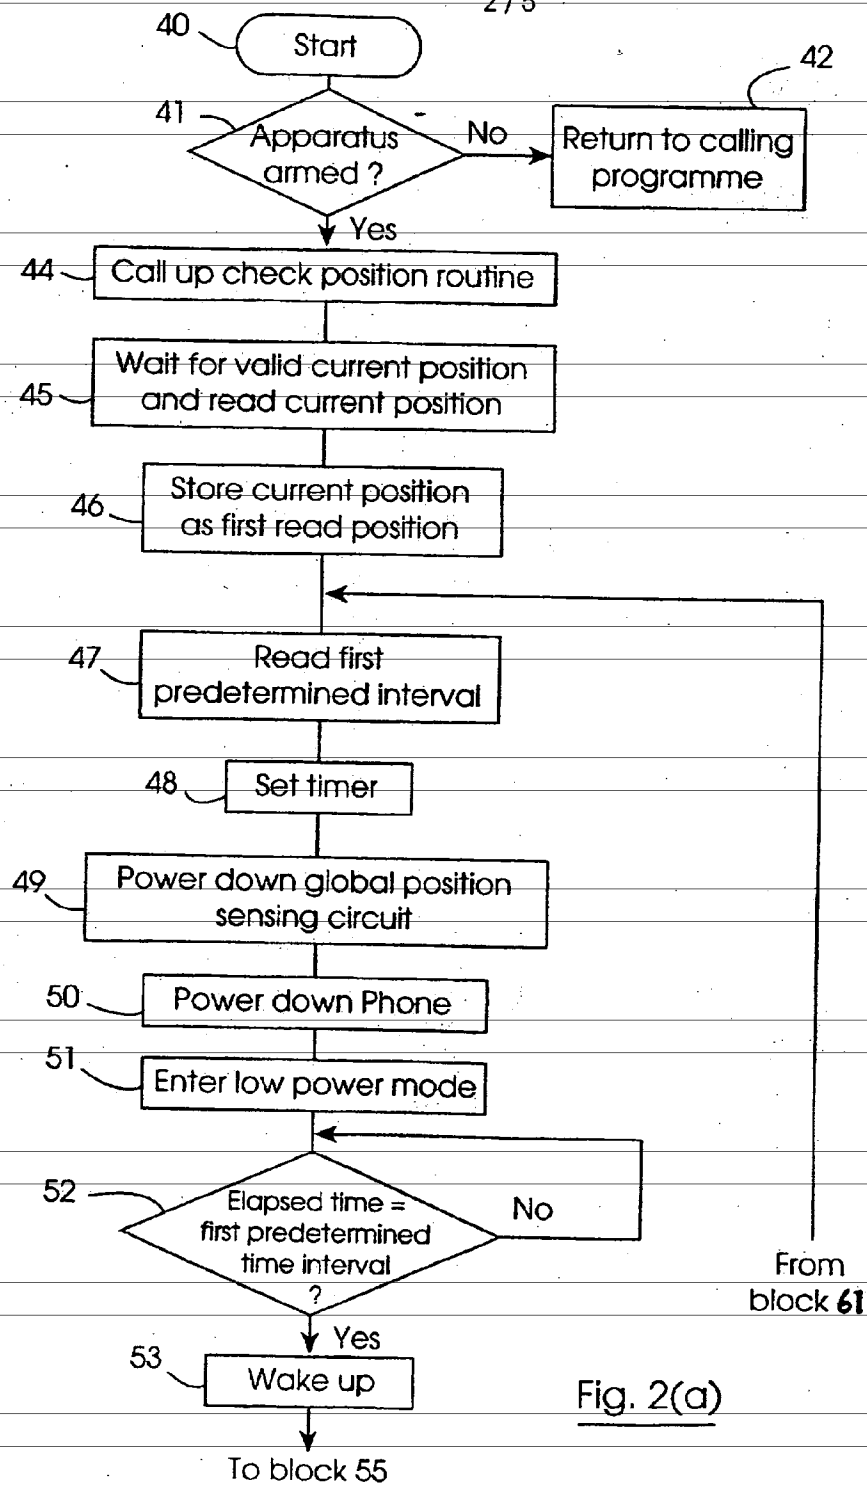 2/5
40
Start
41
Apparatus
armed ?
No
42
Return to calling
programme
Yes
44
Call up check position routine
45
Wait for valid current position
and read current position
46
Store current position
as first read position
47
Read first
predetermined interval
48
Set timer
49
Power down global position
sensing circuit
50
Power down Phone
51
Enter low power mode
52
Elapsed time =
first predetermined
time interval
?
No
From
block 61
Yes
53
Wake up
Fig. 2(a)
To block 55